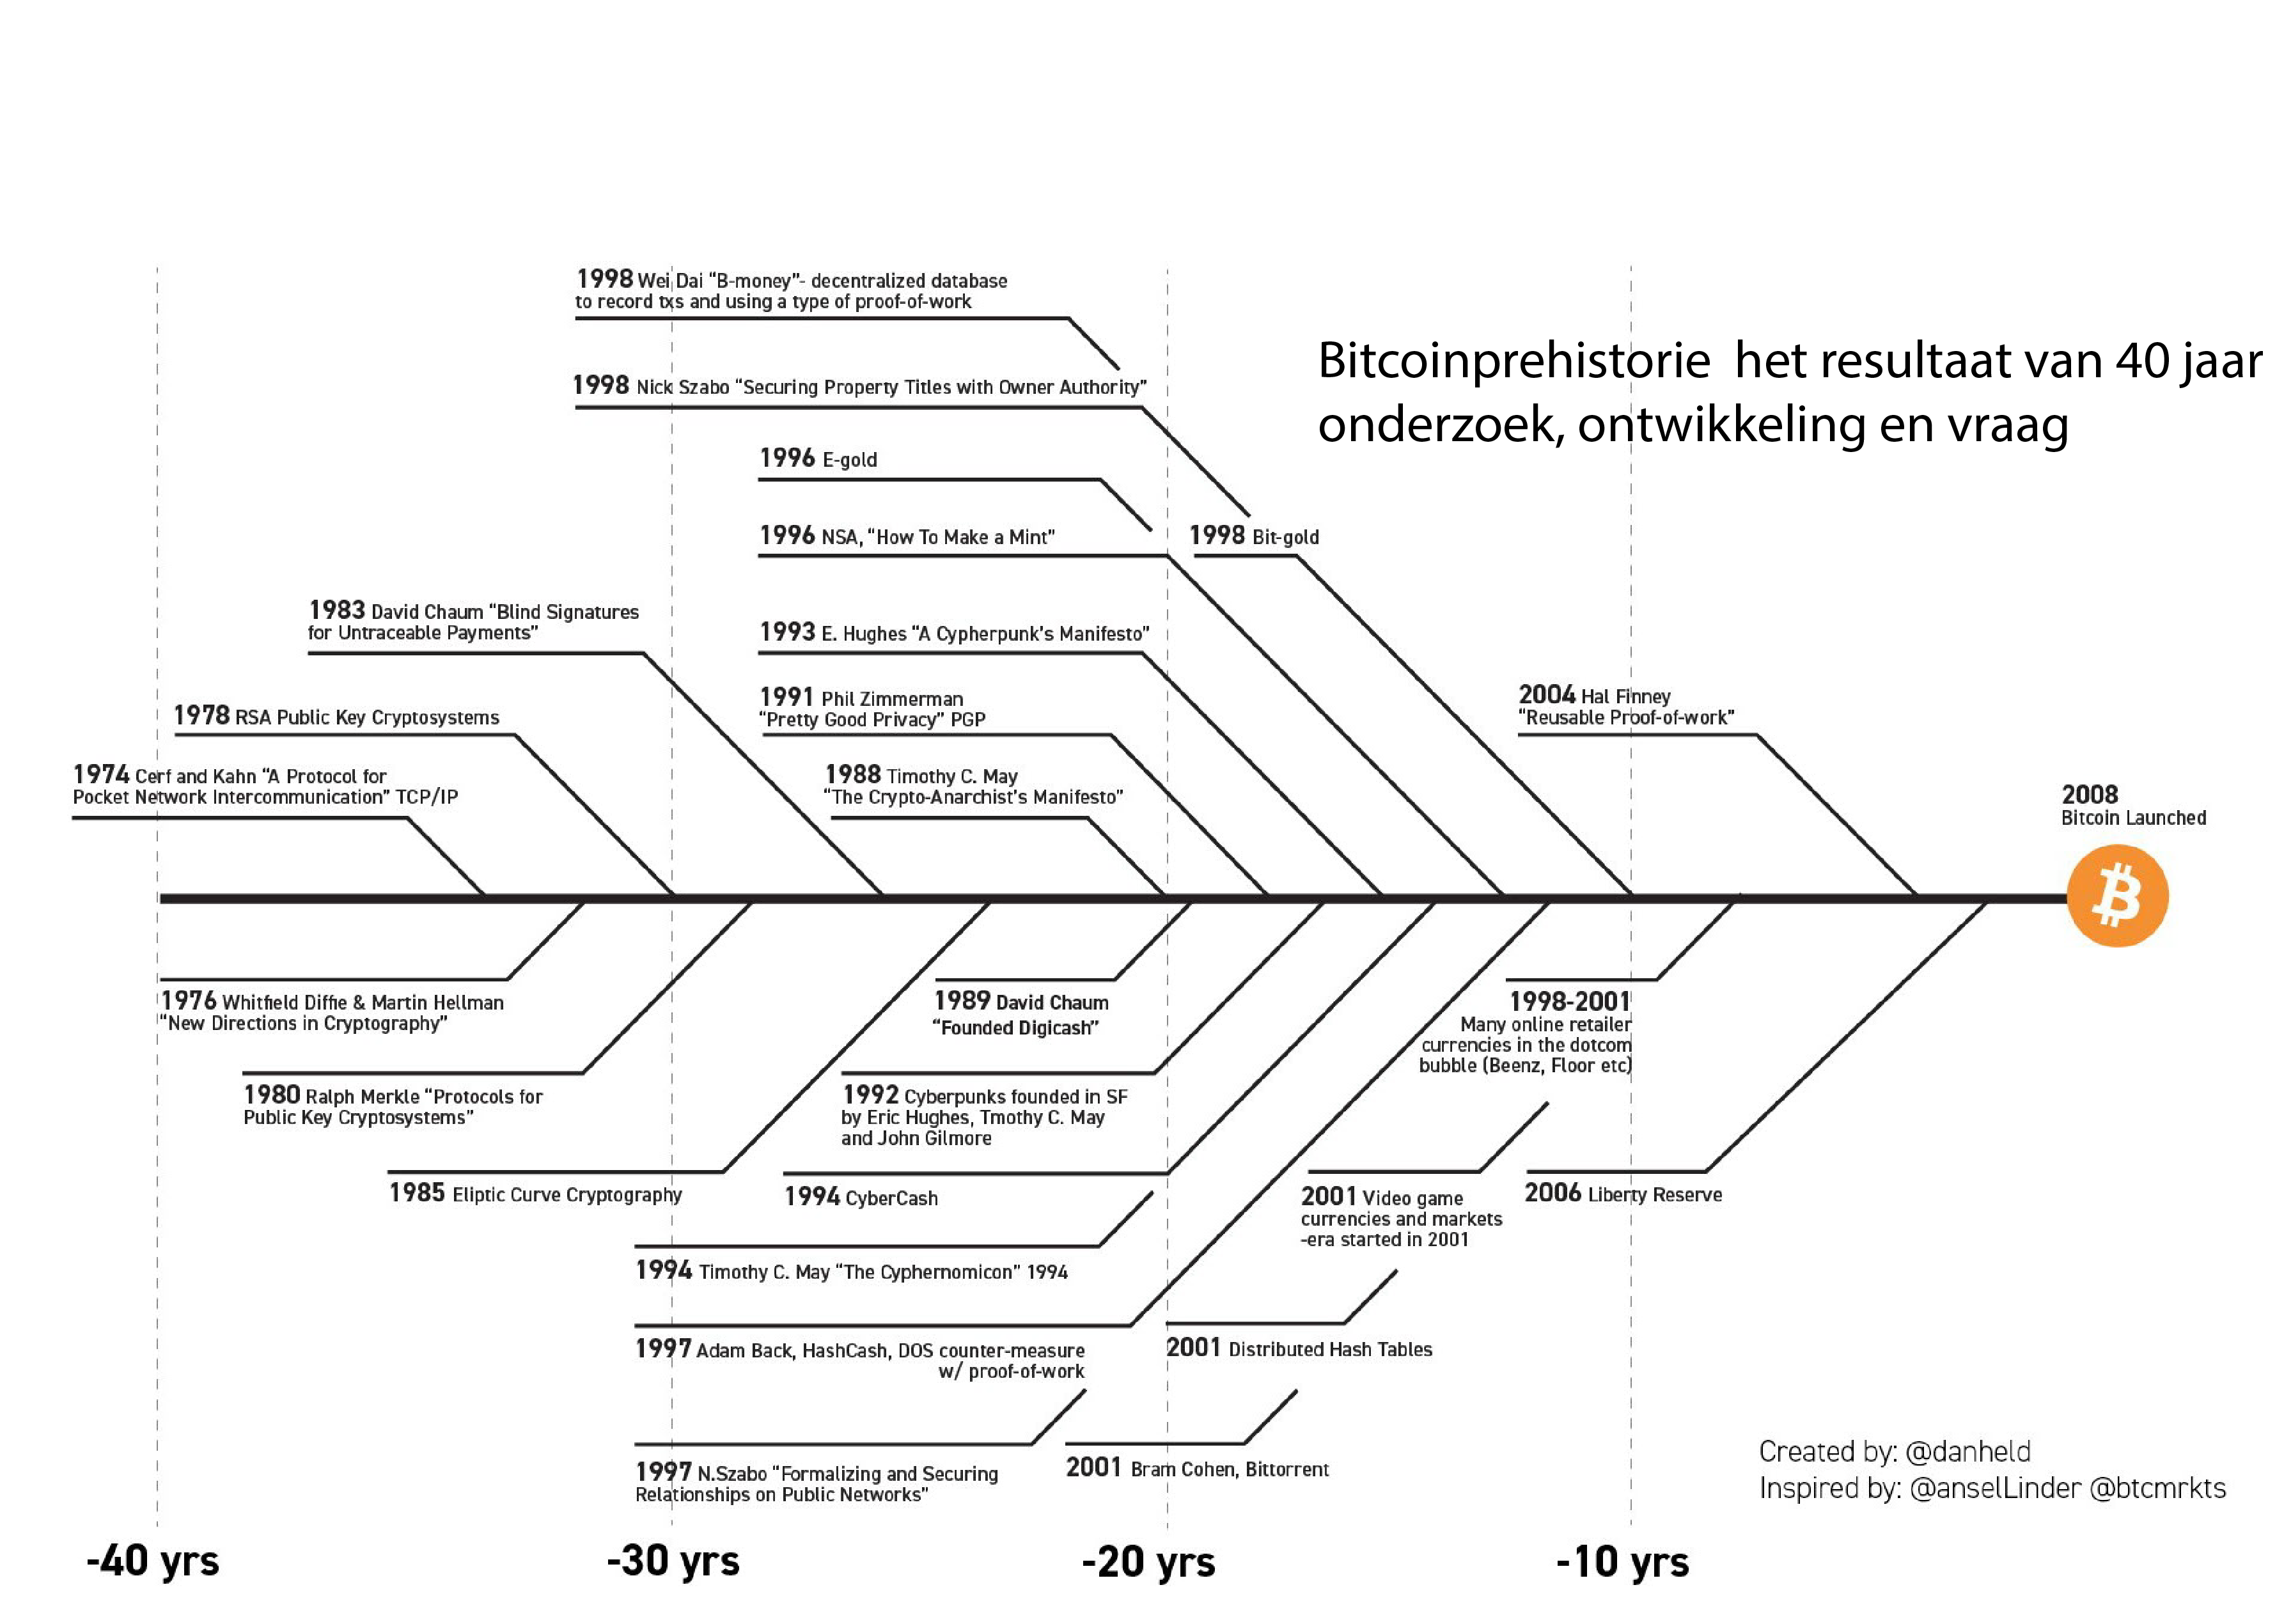 1998 Wei Dai “B-money”- decentralized database
to record txs and using a type of proof-of-work
Bitcoinprehistorie het resultaat van 40 jaar
onderzoek, ontwikkeling en vraag
1998 Nick Szabo “Securing Property Titles with Owner Authority”
1996 E-gold
1996 NSA, “How To Make a Mint”
1998 Bit-gold
1983 David Chaum “Blind Signatures
for Untraceable Payments”
1993 E. Hughes “A Cypherpunk's Manifesto”
1991 Phil Zimmerman
“Pretty Good Privacy” PGP
2004 Hal Finney
“Reusable Proof-of-work”
1978 RSA Public Key Cryptosystems
1974 Cerf and Kahn “A Protocol for
Pocket Network Intercommunication” TCP/IP
1988 Timothy C. May
“The Crypto-Anarchist's Manifesto”
2008
Bitcoin Launched
1976 Whitfield Diffie & Martin Hellman
“New Directions in Cryptography”
1989 David Chaum
“Founded Digicash”
1998-2001
Many online retailer
currencies in the dotcom
bubble (Beenz, Floor etc)
1980 Ralph Merkle “Protocols for
Public Key Cryptosystems”
1992 Cyberpunks founded in SF
by Eric Hughes, Tmothy C. May
and John Gilmore
1985 Eliptic Curve Cryptography
1994 CyberCash
2001 Video game
currencies and markets
-era started in 2001
2006 Liberty Reserve
1994 Timothy C. May “The Cyphernomicon” 1994
1997 Adam Back, HashCash, DOS counter-measure
w/ proof-of-work
2001 Distributed Hash Tables
1997 N.Szabo “Formalizing and Securing
Relationships on Public Networks”
2001 Bram Cohen, Bittorrent
Created by: @danheld
Inspired by: @anselLinder @btcmrkts
-40 yrs
-30 yrs
-20 yrs
-10 yrs